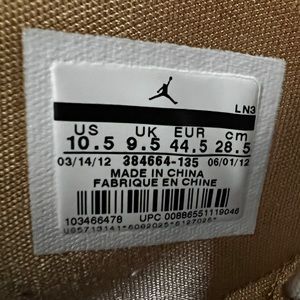 LN3
US UK EUR cm
10.5 9.5 44.5 28.5
03/14/12 384664-135 06/01/12
MADE IN CHINA
FABRIQUE EN CHINE
103466478 UPC 00886551119046